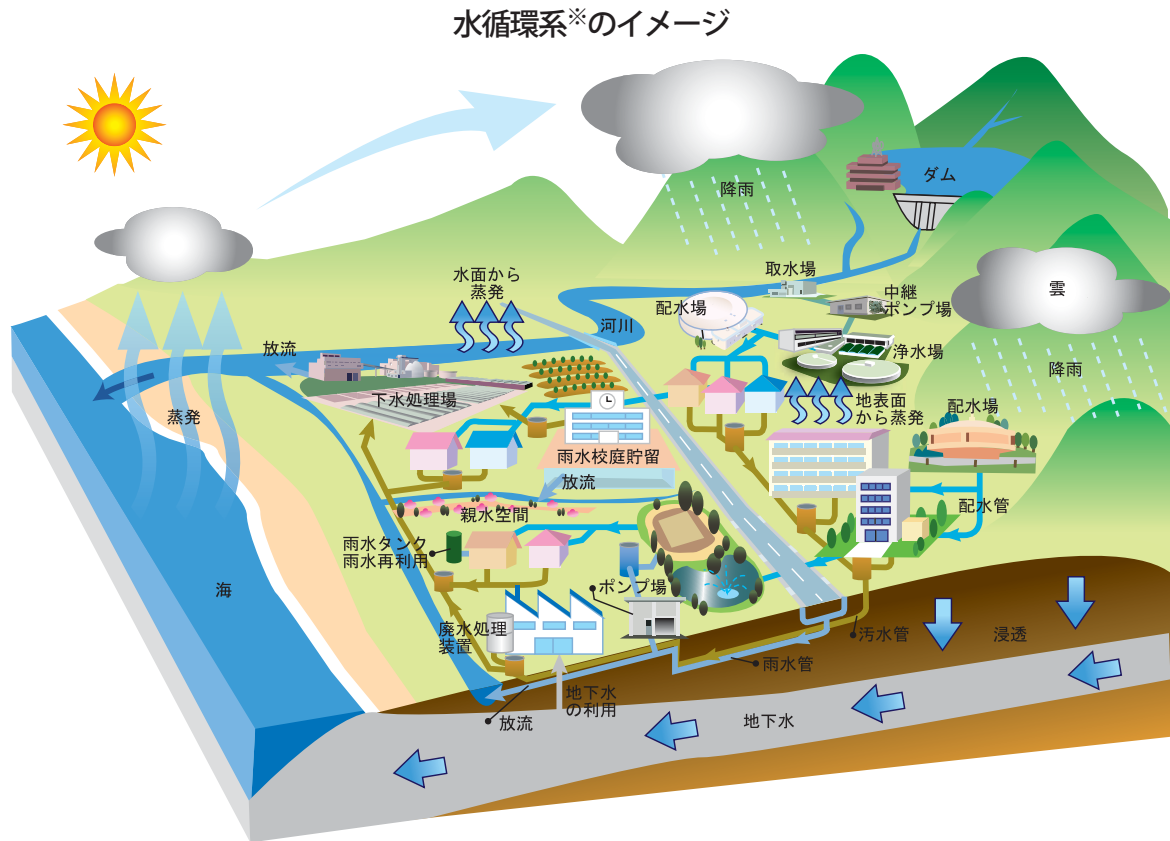 水循環系※のイメージ
降雨
ダム
水面から
蒸発
取水場
中継
ポンプ場
雲
配水場
河川
浄水場
放流
降雨
下水処理場
地表面
から蒸発
配水場
蒸発
雨水校庭貯留
放流
配水管
親水空間
雨水タンク
雨水再利用
海
ポンプ場
廃水処理
装置
汚水管
浸透
雨水管
地下水
の利用
放流
地下水